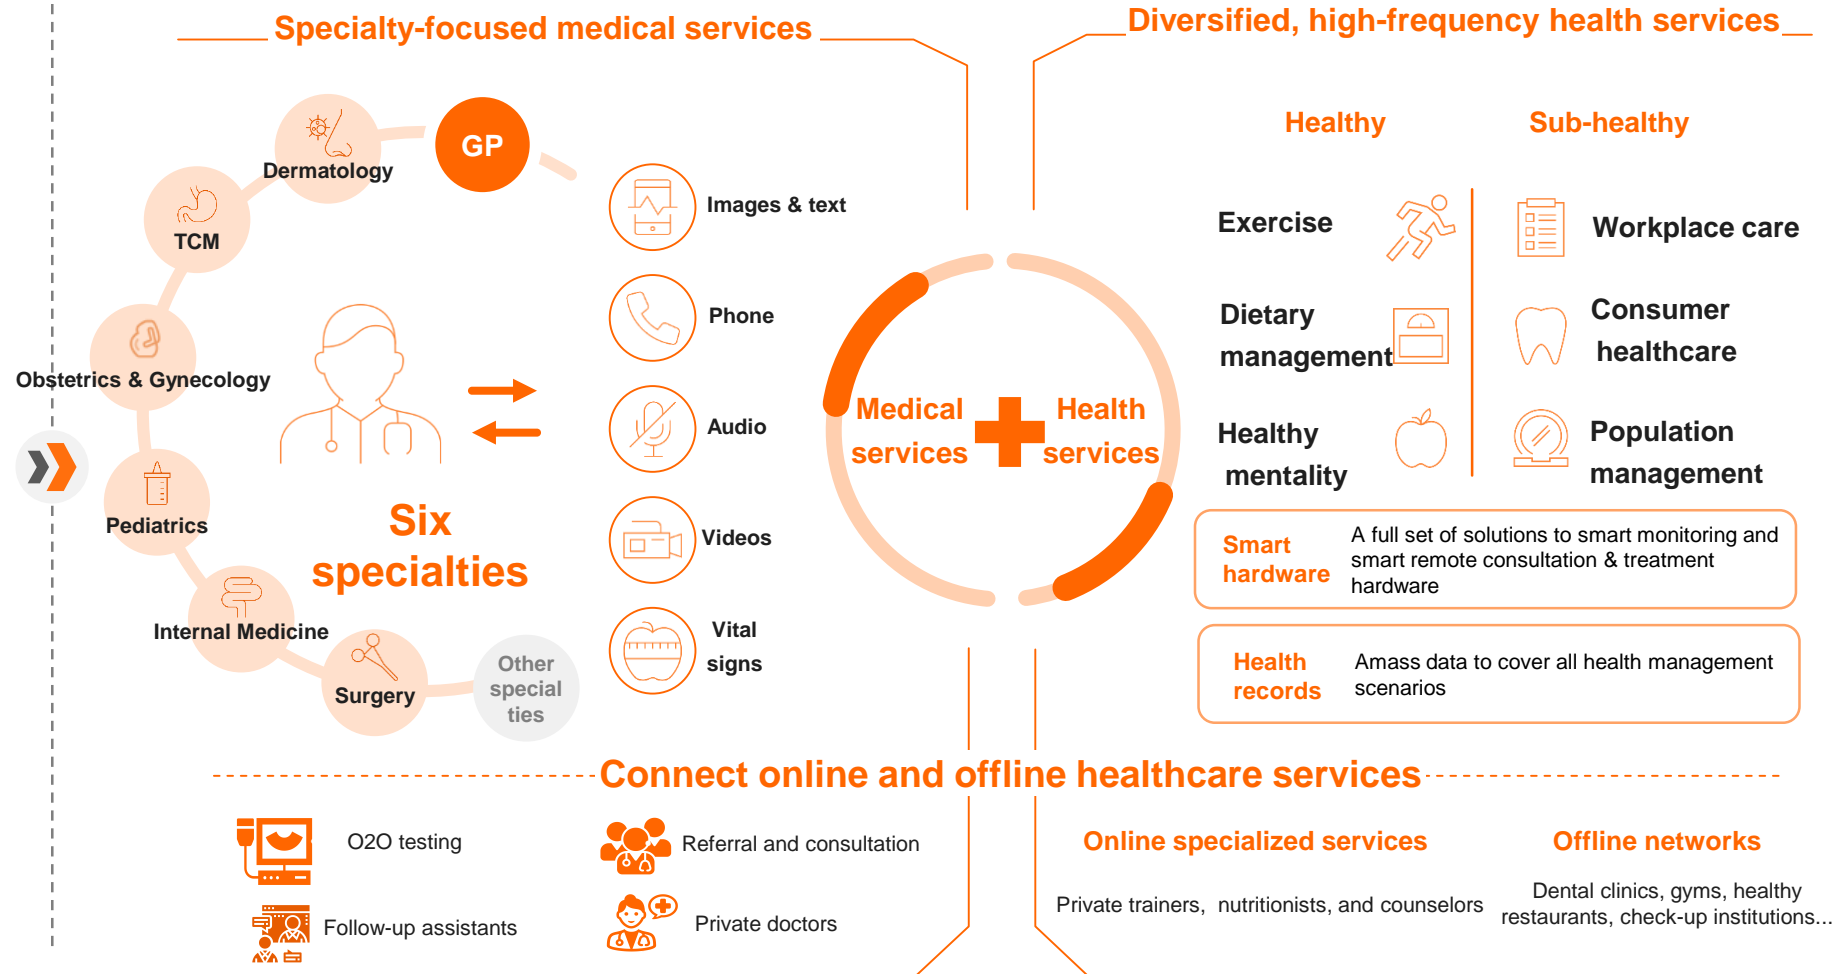 Specialty-focused medical services
Diversified, high-frequency health services
GP
Dermatology
TCM
Obstetrics & Gynecology
Pediatrics
Internal Medicine
Surgery
Other
special
ties
Six
specialties
Images & text
Phone
Audio
Videos
Vital
signs
Medical
services
Health
services
Healthy
Sub-healthy
Exercise
Workplace care
Dietary
management
Consumer
healthcare
Healthy
mentality
Population
management
Smart
hardware
A full set of solutions to smart monitoring and
smart remote consultation & treatment
hardware
Health
records
Amass data to cover all health management
scenarios
Connect online and offline healthcare services
O2O testing
Referral and consultation
Follow-up assistants
Private doctors
Online specialized services
Private trainers, nutritionists, and counselors
Offline networks
Dental clinics, gyms, healthy
restaurants, check-up institutions...